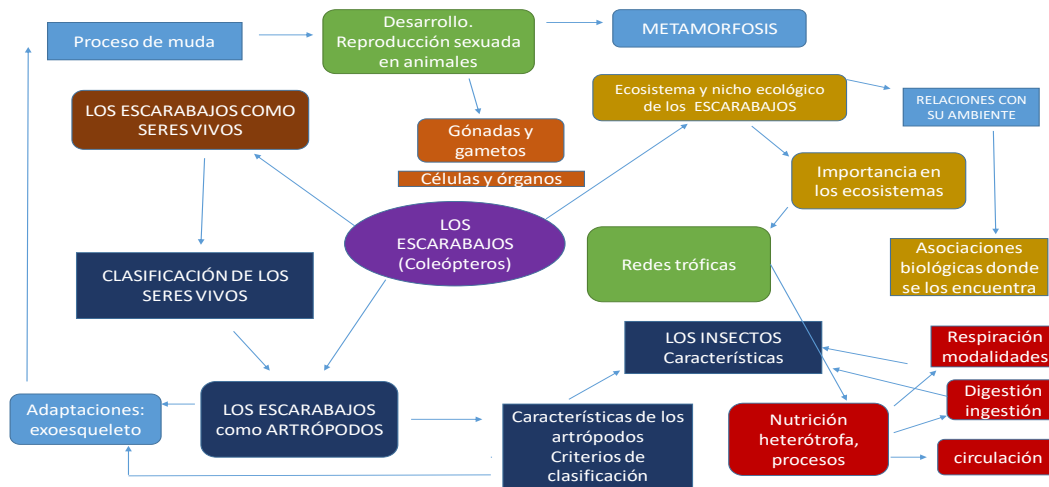 Proceso de muda
Desarrollo.
Reproducción sexuada
en animales
METAMORFOSIS
LOS ESCARABAJOS COMO
SERES VIVOS
Gónadas y
gametos
Células y órganos
Ecosistema y nicho ecológico
de los ESCARABAJOS
RELACIONES CON
SU AMBIENTE
Importancia en
los ecosistemas
LOS
ESCARABAJOS
(Coleópteros)
CLASIFICACIÓN DE LOS
SERES VIVOS
Redes tróficas
Asociaciones
biológicas donde
se los encuentra
LOS INSECTOS
Características
Respiración
modalidades
Adaptaciones:
exoesqueleto
LOS ESCARABAJOS
como ARTRÓPODOS
Características de los
artrópodos
Criterios de
clasificación
Nutrición
heterótrofa,
procesos
Digestión
ingestión
circulación